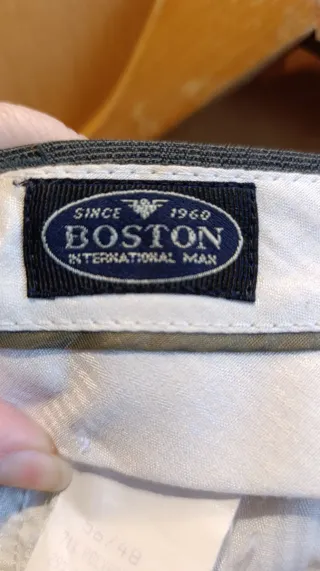 SINCE 1960
BOSTON
INTERNATIONAL MAN